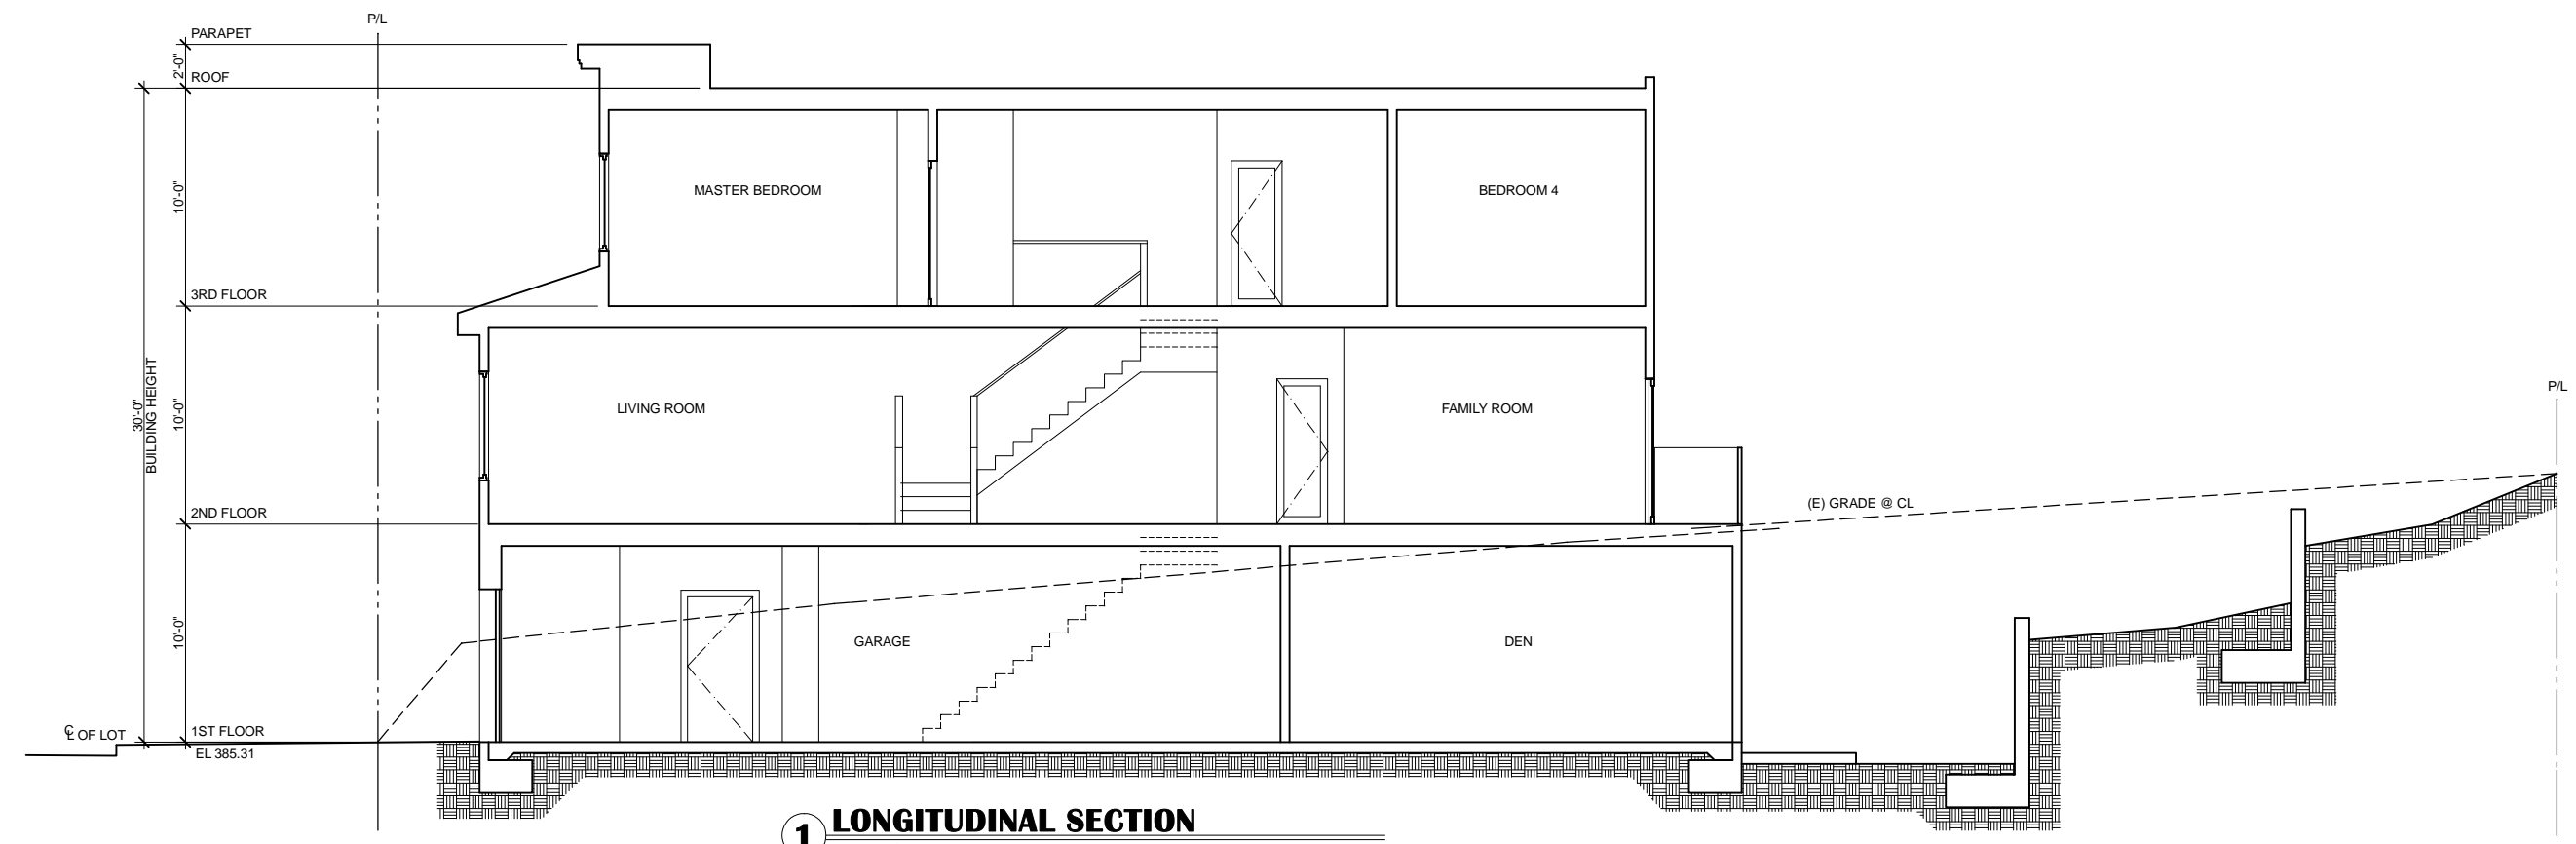 P/L
PARAPET
2'-0"
ROOF
10'-0"
MASTER BEDROOM
BEDROOM 4
3RD FLOOR
30'-0"
BUILDING HEIGHT
10'-0"
LIVING ROOM
FAMILY ROOM
P/L
2ND FLOOR
(E) GRADE @ CL
10'-0"
GARAGE
DEN
℄ OF LOT
1ST FLOOR
EL 385.31
1 LONGITUDINAL SECTION